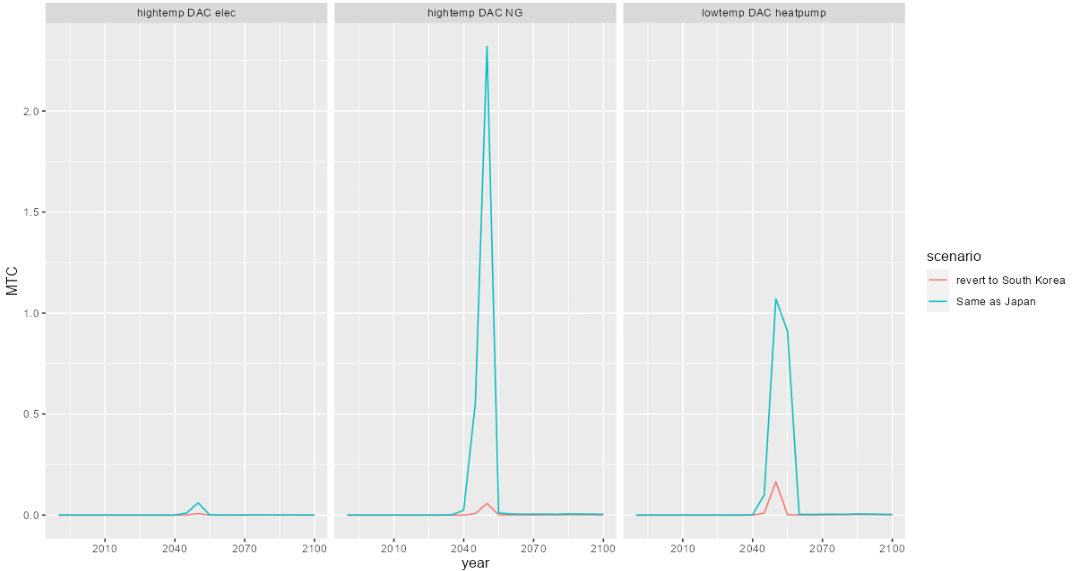 hightemp DAC elec
hightemp DAC NG
lowtemp DAC heatpump
MTC
2.0
1.5
1.0
0.5
0.0
2010 2040 2070 2100
2010 2040 2070 2100
2010 2040 2070 2100
year
scenario
revert to South Korea
Same as Japan